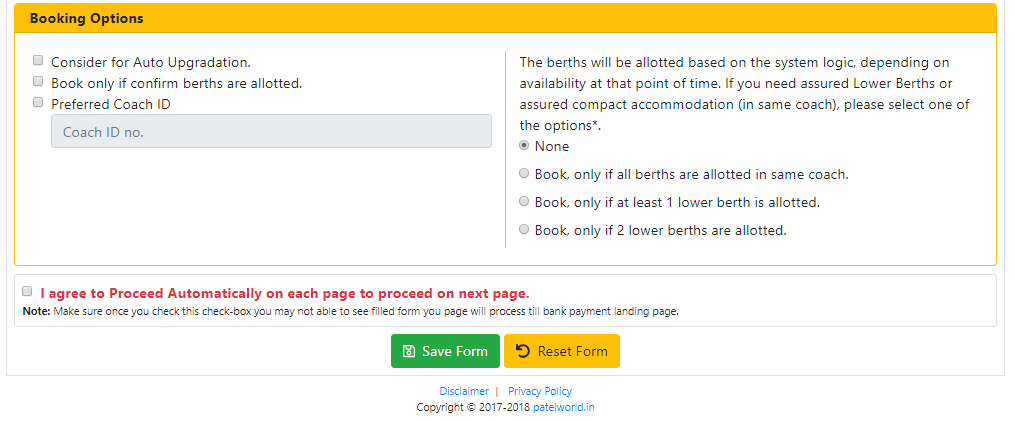 Booking Options
Consider for Auto Upgradation.
Book only if confirm berths are allotted.
Preferred Coach ID
Coach ID no.
The berths will be allotted based on the system logic, depending on
availability at that point of time. If you need assured Lower Berths or
assured compact accommodation (in same coach), please select one of
the options*.
None
Book, only if all berths are allotted in same coach.
Book, only if at least 1 lower berth is allotted.
Book, only if 2 lower berths are allotted.
I agree to Proceed Automatically on each page to proceed on next page.
Note: Make sure once you check this check-box you may not able to see filled form you page will process till bank payment landing page.
Save Form Reset Form
Disclaimer | Privacy Policy
Copyright © 2017-2018 patelworld.in